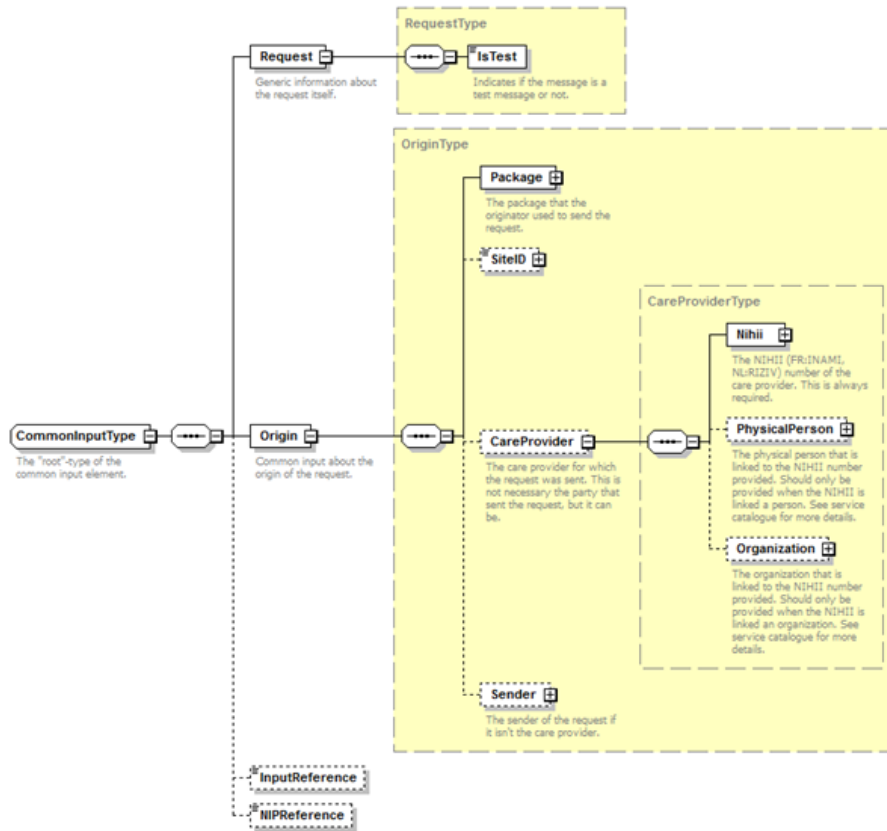 RequestType
Request
IsTest
Generic information about
the request itself.
Indicates if the message is a
test message or not.
OriginType
Package
The package that the
originator used to send the
request.
SiteID
CareProviderType
Nihii
The NIHII (FR:INAMI,
NL:RIZIV) number of the
care provider. This is always
required.
CommonInputType
The "root"-type of the
common input element.
Origin
Common input about the
origin of the request.
CareProvider
The care provider for which
the request was sent. This is
not necessary the party that
sent the request, but it can
be.
PhysicalPerson
The physical person that is
linked to the NIHII number
provided. Should only be
provided when the NIHII is
linked a person. See service
catalogue for more details.
Organization
The organization that is
linked to the NIHII number
provided. Should only be
provided when the NIHII is
linked an organization. See
service catalogue for more
details.
Sender
The sender of the request if
it isn't the care provider.
InputReference
NIPReference